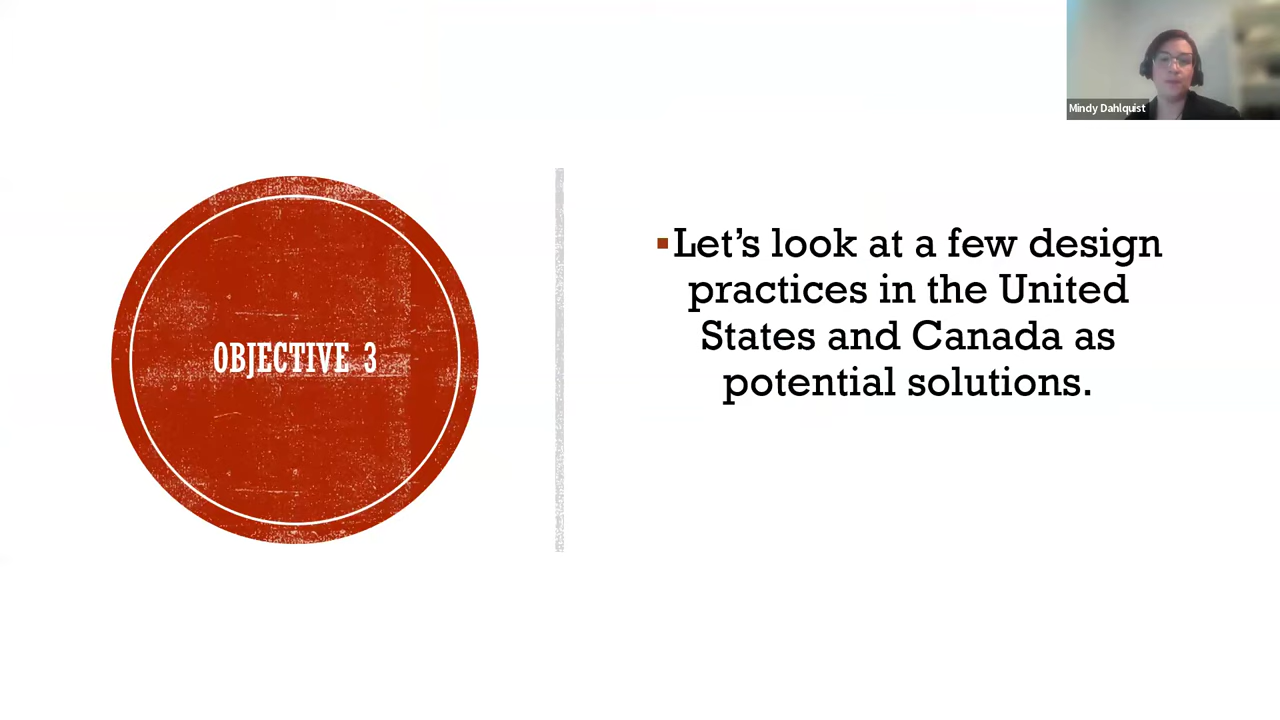 Mindy Dahlquist
OBJECTIVE 3
▪Let’s look at a few design
practices in the United
States and Canada as
potential solutions.